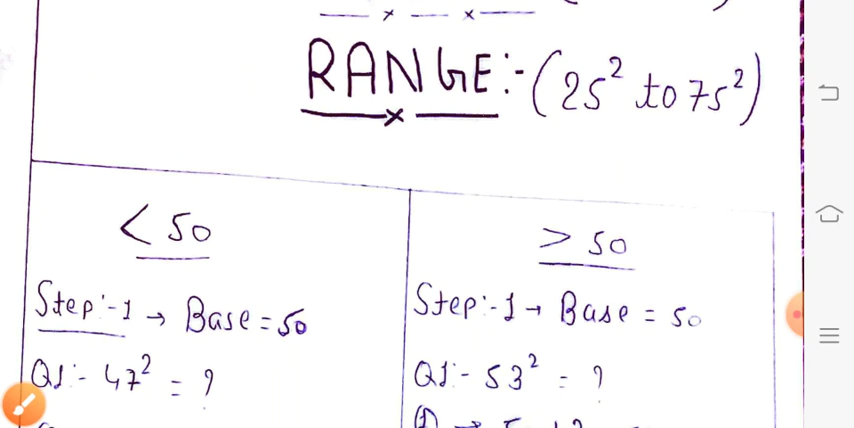 RANGE:- (25² to 75²)
< 50
Step:-1 → Base = 50
Q1:- 47² = ?
> 50
Step:-1 → Base = 50
Q1:- 53² = ?